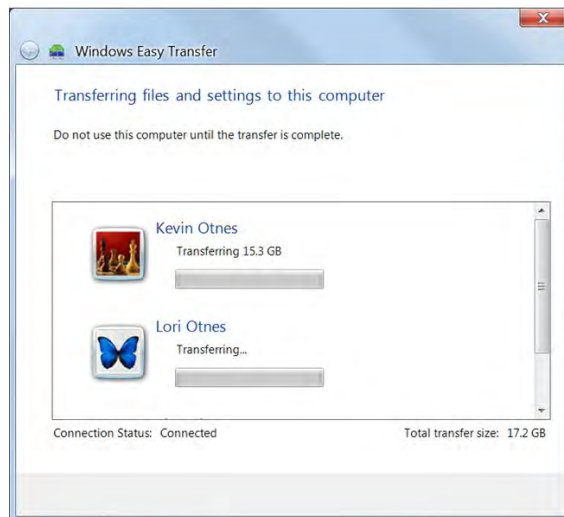 Windows Easy Transfer
Transferring files and settings to this computer
Do not use this computer until the transfer is complete.
Kevin Otnes
Transferring 15.3 GB
Lori Otnes
Transferring...
Connection Status: Connected Total transfer size: 17.2 GB